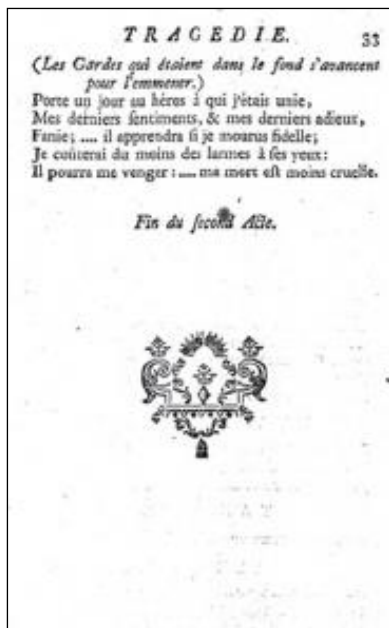 TRAGEDIE. 33
(Les Gardes qui étaient dans le fond s'avancent
pour l'emmener.)
Porte un jour au héros à qui j'étais unie,
Mes derniers sentiments, & mes derniers adieux,
Fanie; .... il apprendra si je mourus fidelle;
Je coûterai du moins des larmes à ses yeux:
Il pourra me venger: .... ma mort est moins cruelle.
Fin du second Acte.